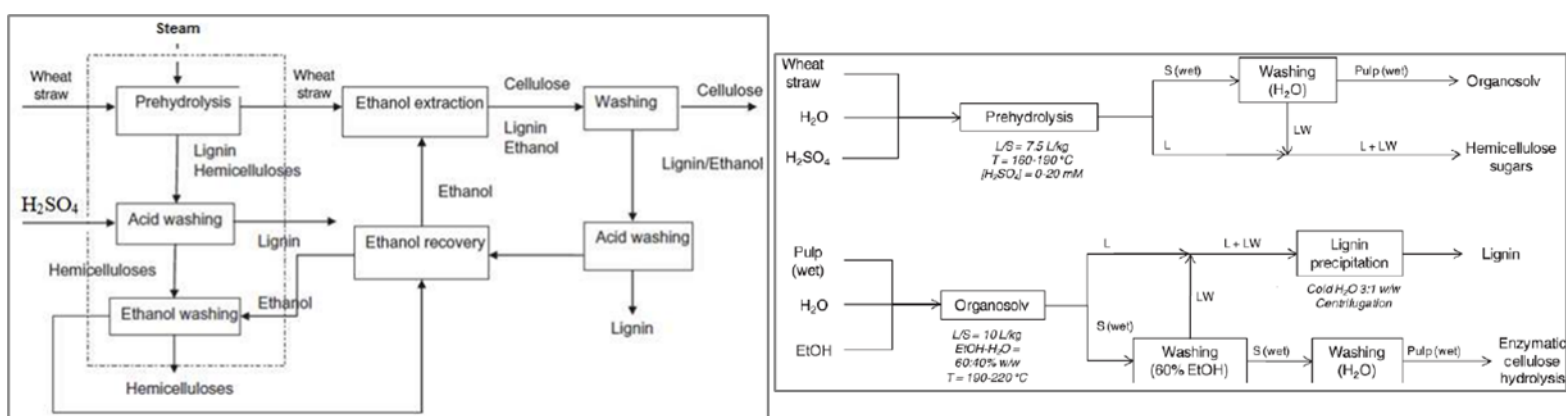 Steam
Wheat
straw
Prehydrolysis
Wheat
straw
Ethanol extraction
Cellulose
Washing
Cellulose
Lignin
Ethanol
Lignin
Hemicelluloses
Lignin/Ethanol
Ethanol
H₂SO₄
Acid washing
Lignin
Ethanol recovery
Acid washing
Hemicelluloses
Ethanol
Ethanol washing
Lignin
Hemicelluloses
Wheat
straw
H₂O
H₂SO₄
Prehydrolysis
L/S = 7.5 L/kg
T = 160-190 °C
[H₂SO₄] = 0-20 mM
S (wet)
Washing
(H₂O)
Pulp (wet)
Organosolv
LW
L
L + LW
Hemicellulose
sugars
Pulp
(wet)
H₂O
EtOH
Organosolv
L/S = 10 L/kg
EtOH-H₂O =
60:40% w/w
T = 190-220 °C
L
L + LW
Lignin
precipitation
Cold H₂O 3:1 w/w
Centrifugation
Lignin
LW
S (wet)
Washing
(60% EtOH)
S (wet)
Washing
(H₂O)
Pulp (wet)
Enzymatic
cellulose
hydrolysis